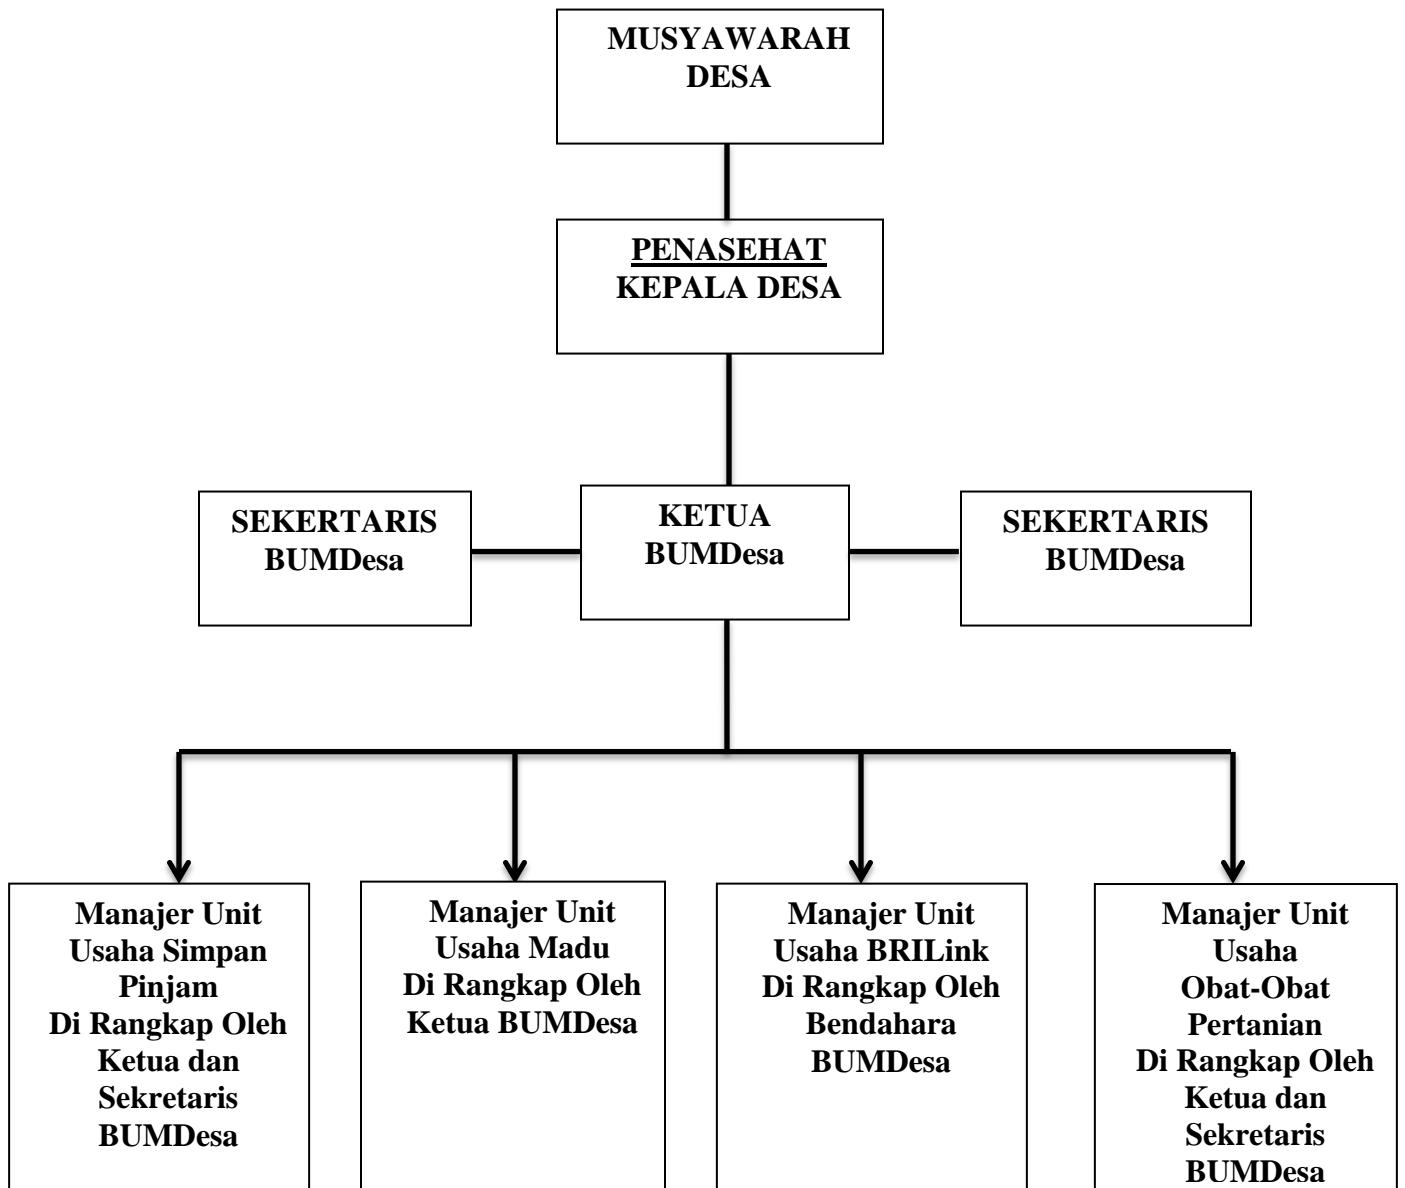 MUSYAWARAH
DESA
PENASEHAT
KEPALA DESA
SEKERTARIS
BUMDesa
KETUA
BUMDesa
SEKERTARIS
BUMDesa
Manajer Unit
Usaha Simpan
Pinjam
Di Rangkap Oleh
Ketua dan
Sekretaris
BUMDesa
Manajer Unit
Usaha Madu
Di Rangkap Oleh
Ketua BUMDesa
Manajer Unit
Usaha BRILink
Di Rangkap Oleh
Bendahara
BUMDesa
Manajer Unit
Usaha
Obat-Obat
Pertanian
Di Rangkap Oleh
Ketua dan
Sekretaris
BUMDesa